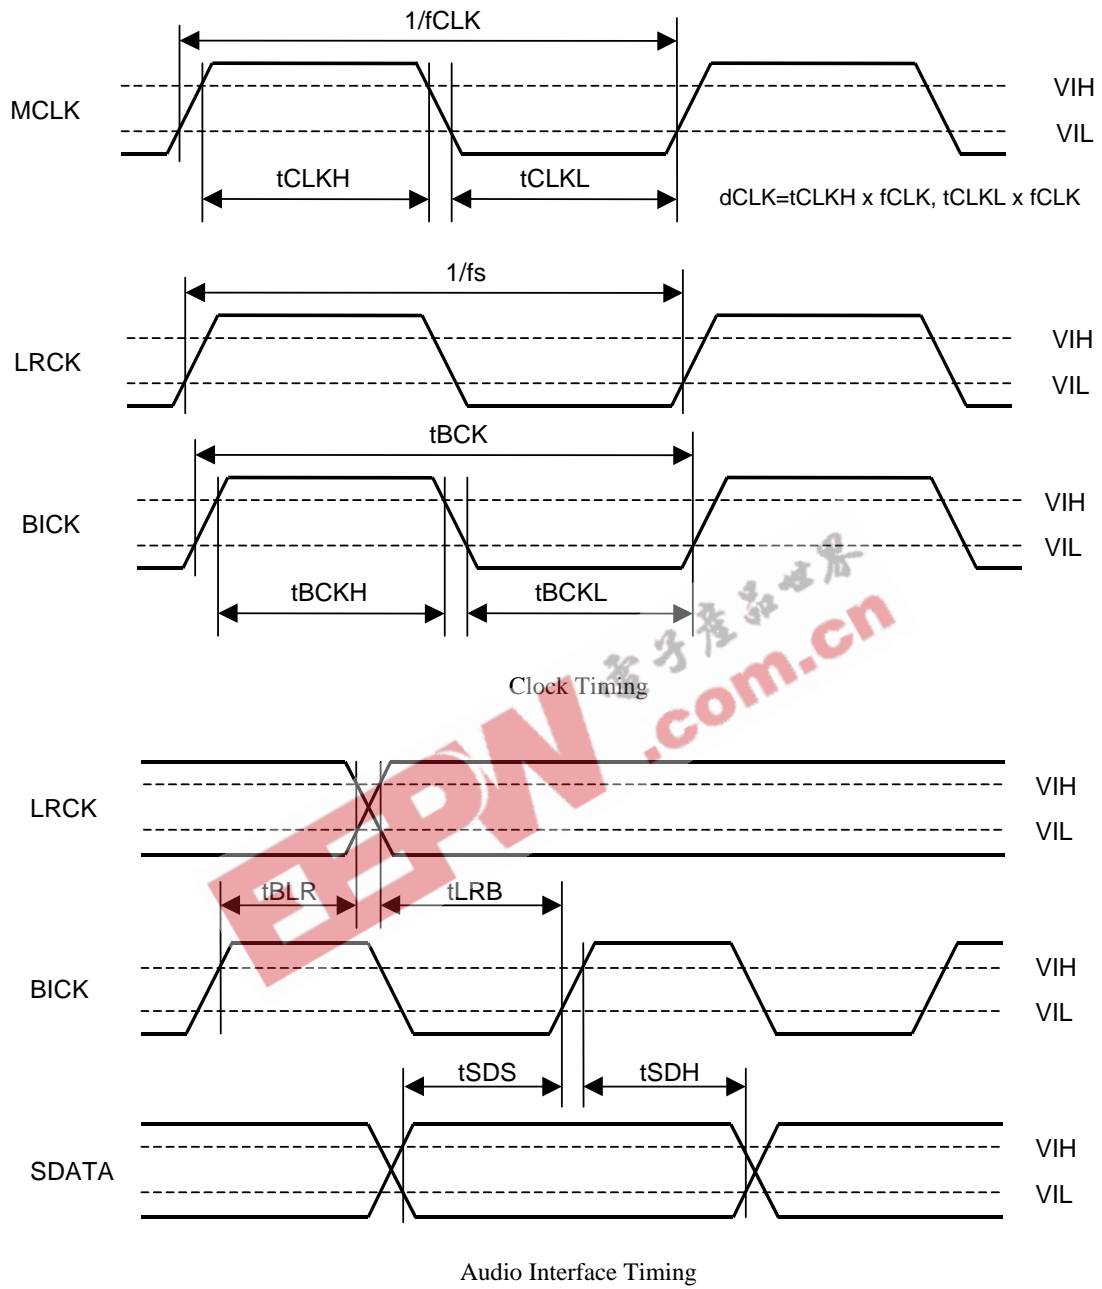 1/fCLK
MCLK
VIH
VIL
tCLKH
tCLKL
dCLK=tCLKH x fCLK, tCLKL x fCLK
1/fs
LRCK
VIH
VIL
tBCK
BICK
VIH
VIL
tBCKH
tBCKL
電子產品世界
.com.cn
EEPW
Clock Timing
LRCK
VIH
VIL
tBLR
tLRB
BICK
VIH
VIL
tSDS
tSDH
SDATA
VIH
VIL
Audio Interface Timing